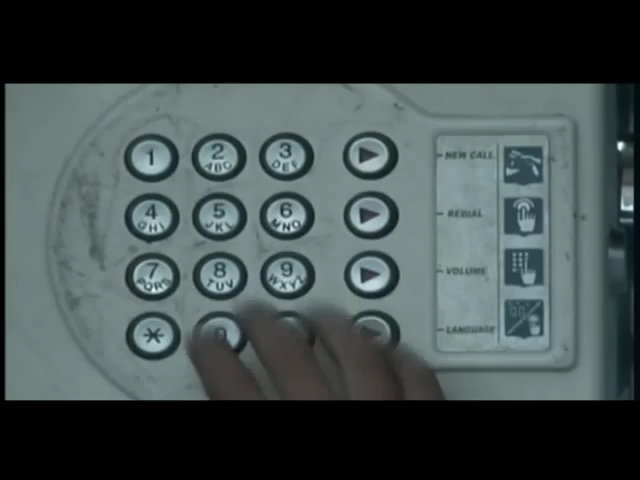 1 2 ABC 3 DEF NEW CALL
4 GHI 5 JKL 6 MNO REDIAL
7 PQRS 8 TUV 9 WXYZ VOLUME
* LANGUAGE